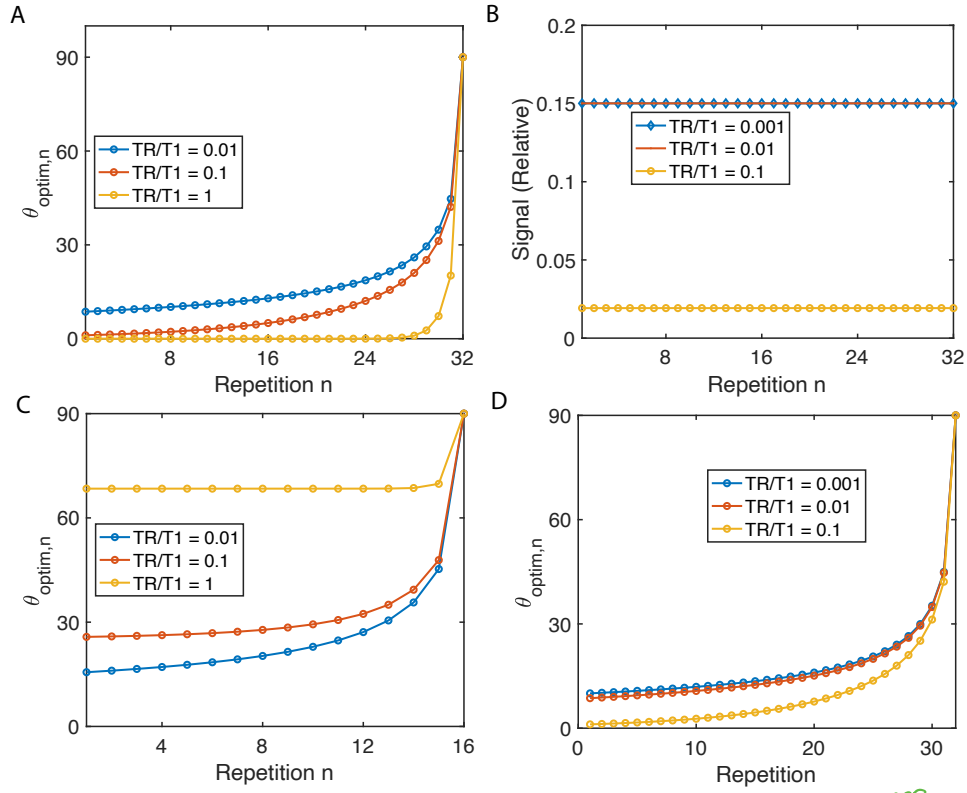 A
90
60
30
0
θoptim,n
TR/T1 = 0.01
TR/T1 = 0.1
TR/T1 = 1
8 16 24 32
Repetition n
B
0.2
0.15
0.1
0.05
0
Signal (Relative)
TR/T1 = 0.001
TR/T1 = 0.01
TR/T1 = 0.1
8 16 24 32
Repetition n
C
90
60
30
0
θoptim,n
TR/T1 = 0.01
TR/T1 = 0.1
TR/T1 = 1
4 8 12 16
Repetition n
D
90
60
30
0
θoptim,n
TR/T1 = 0.001
TR/T1 = 0.01
TR/T1 = 0.1
0 10 20 30
Repetition